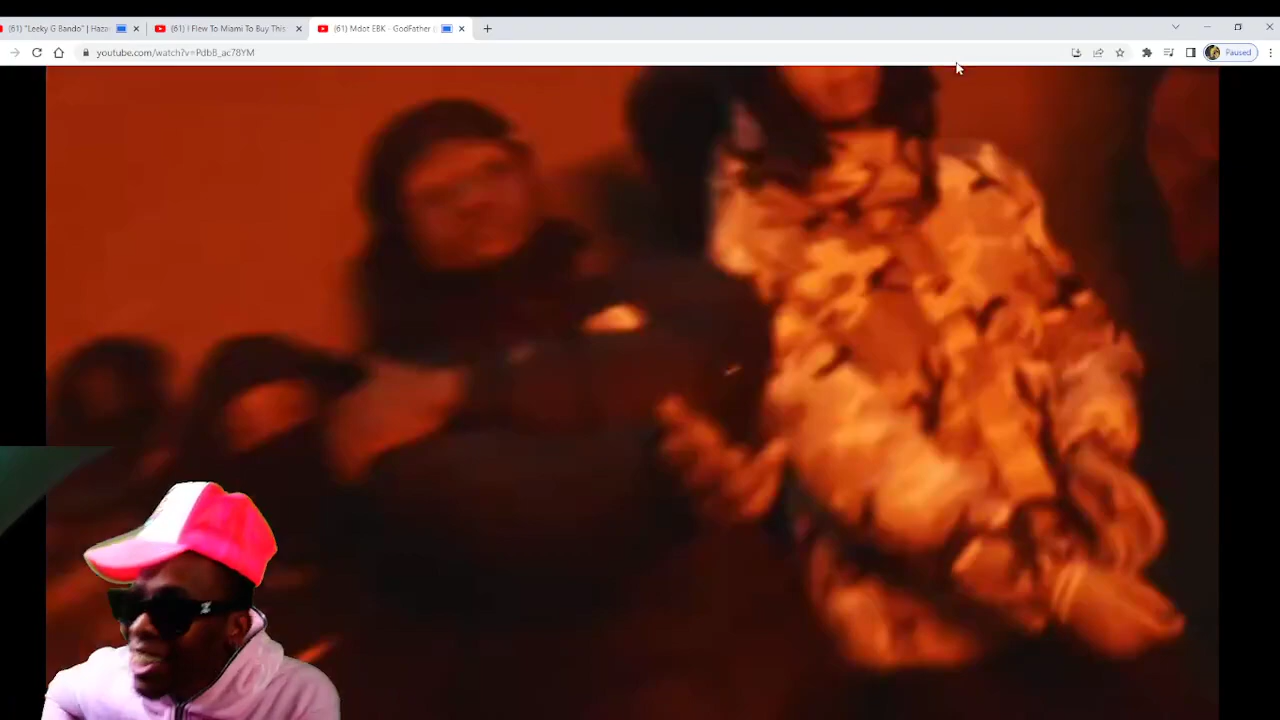 (61) "Leeky G Bando" | Haza
(61) I Flew To Miami To Buy This
(61) Mdot EBK - GodFather |
youtube.com/watch?v=PdbB_ac78YM
Paused